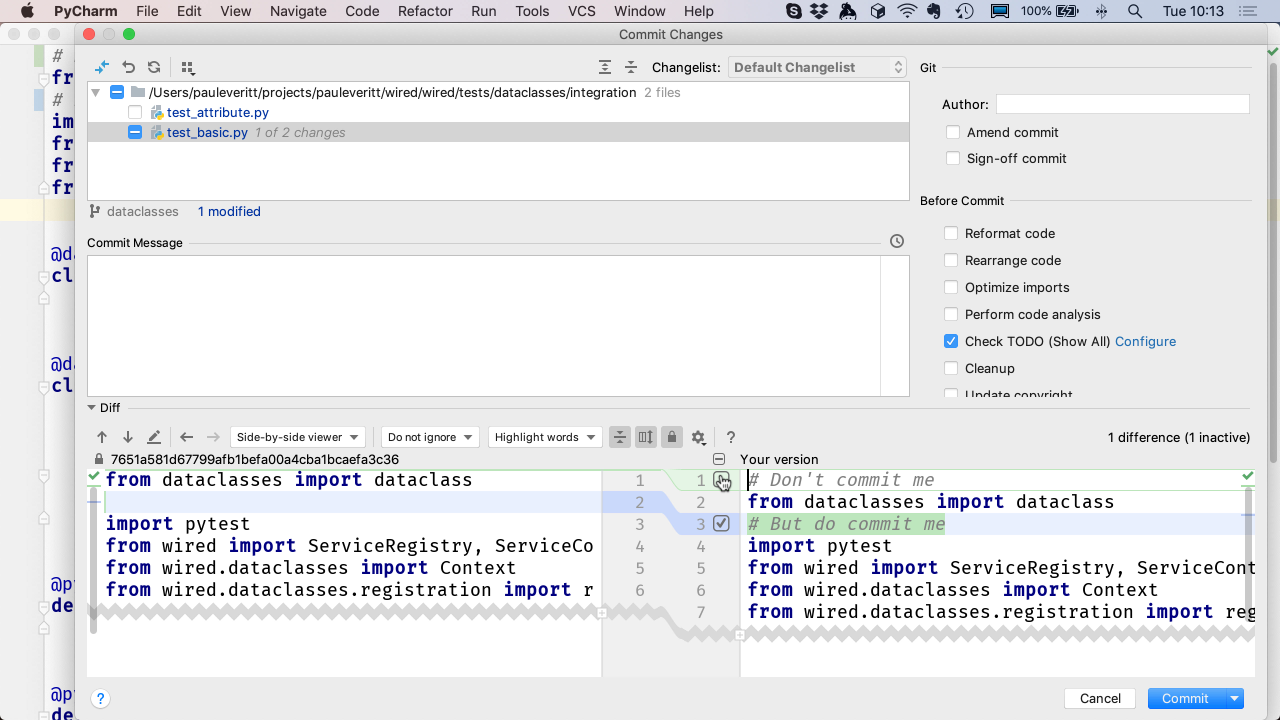 PyCharm File Edit View Navigate Code Refactor Run Tools VCS Window Help 100% Tue 10:13
Commit Changes
Changelist: Default Changelist
/Users/pauleveritt/projects/pauleveritt/wired/wired/tests/dataclasses/integration 2 files
test_attribute.py
test_basic.py 1 of 2 changes
dataclasses 1 modified
Commit Message
Git
Author:
Amend commit
Sign-off commit
Before Commit
Reformat code
Rearrange code
Optimize imports
Perform code analysis
Check TODO (Show All) Configure
Cleanup
Update copyright
Diff
Side-by-side viewer Do not ignore Highlight words ? 1 difference (1 inactive)
7651a581d67799afb1befa00a4cba1bcaefa3c36 Your version
from dataclasses import dataclass 1 1 # Don't commit me
2 2 from dataclasses import dataclass
import pytest 3 3 # But do commit me
from wired import ServiceRegistry, ServiceCo 4 4 import pytest
from wired.dataclasses import Context 5 5 from wired import ServiceRegistry, ServiceCont
from wired.dataclasses.registration import r 6 6 from wired.dataclasses import Context
7 from wired.dataclasses.registration import reg
? Cancel Commit
#
fr
#
im
fr
fr
fr
@da
cl
@da
cl
@py
de
@py
de